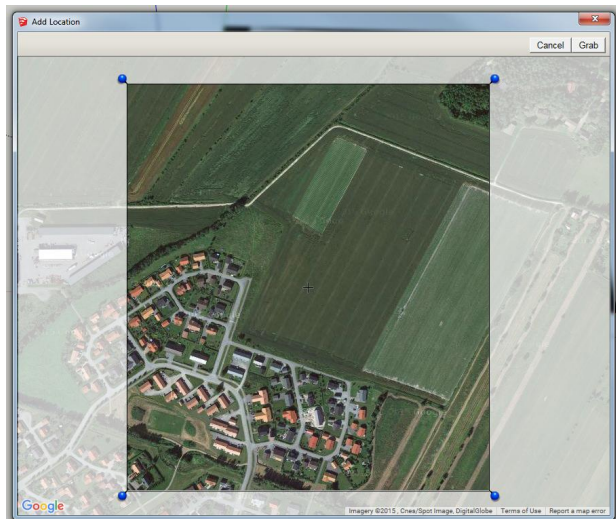 Add Location
Cancel
Grab
Google
Imagery ©2015 , Cnes/Spot Image, DigitalGlobe
Terms of Use
Report a map error